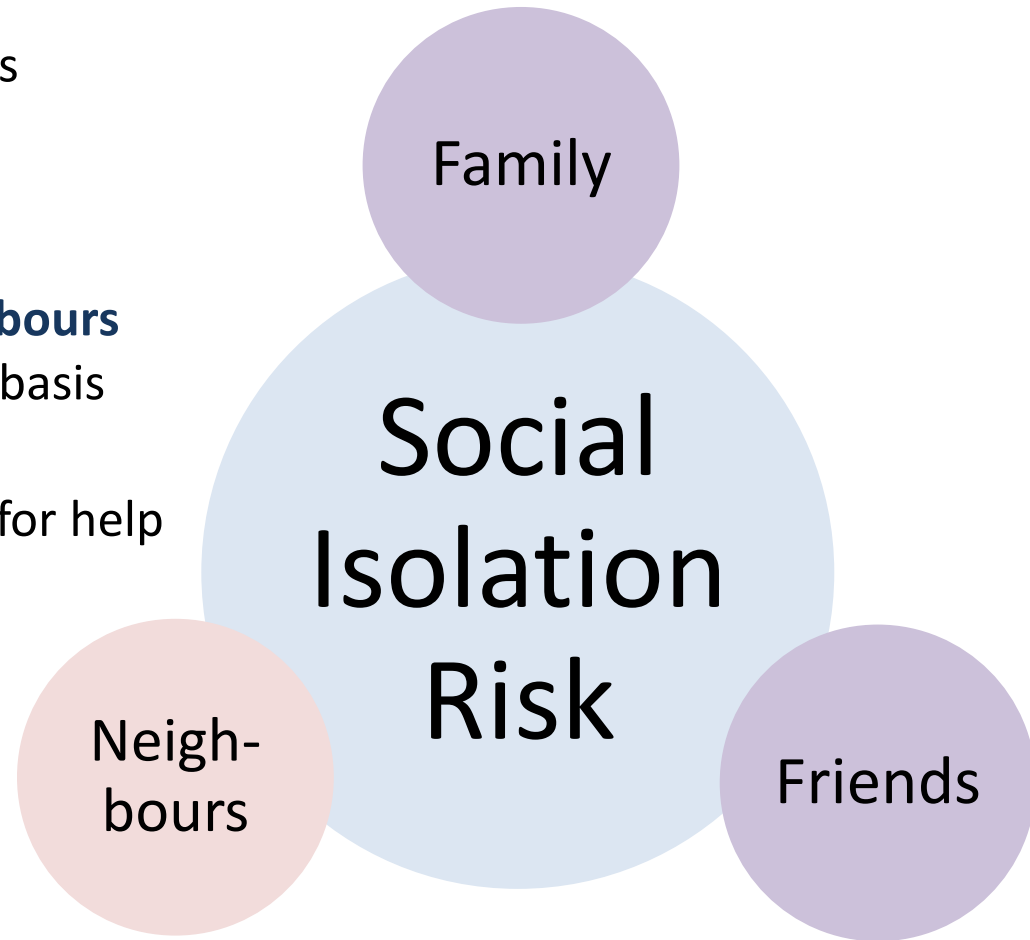 s
Family
bours
basis
Social
for help
Isolation
Risk
Neigh-
bours
Friends